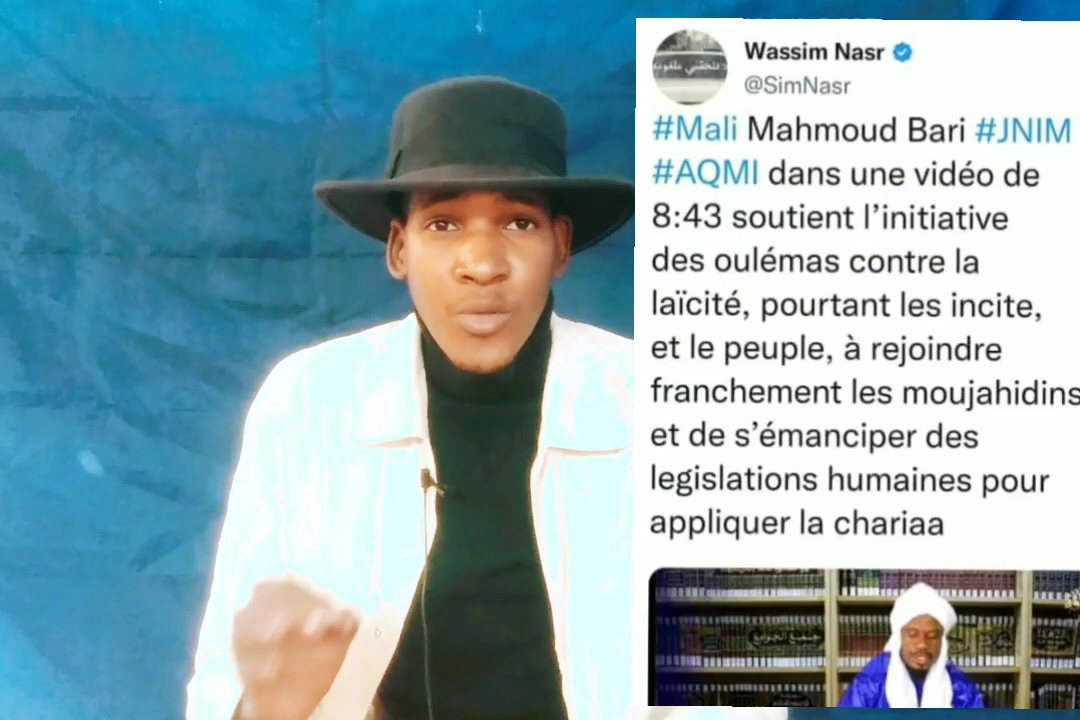 Wassim Nasr
@SimNasr
#Mali Mahmoud Bari #JNIM
#AQMI dans une vidéo de
8:43 soutient l’initiative
des oulémas contre la
laïcité, pourtant les incite,
et le peuple, à rejoindre
franchement les moujahidins
et de s’émanciper des
legislations humaines pour
appliquer la chariaa